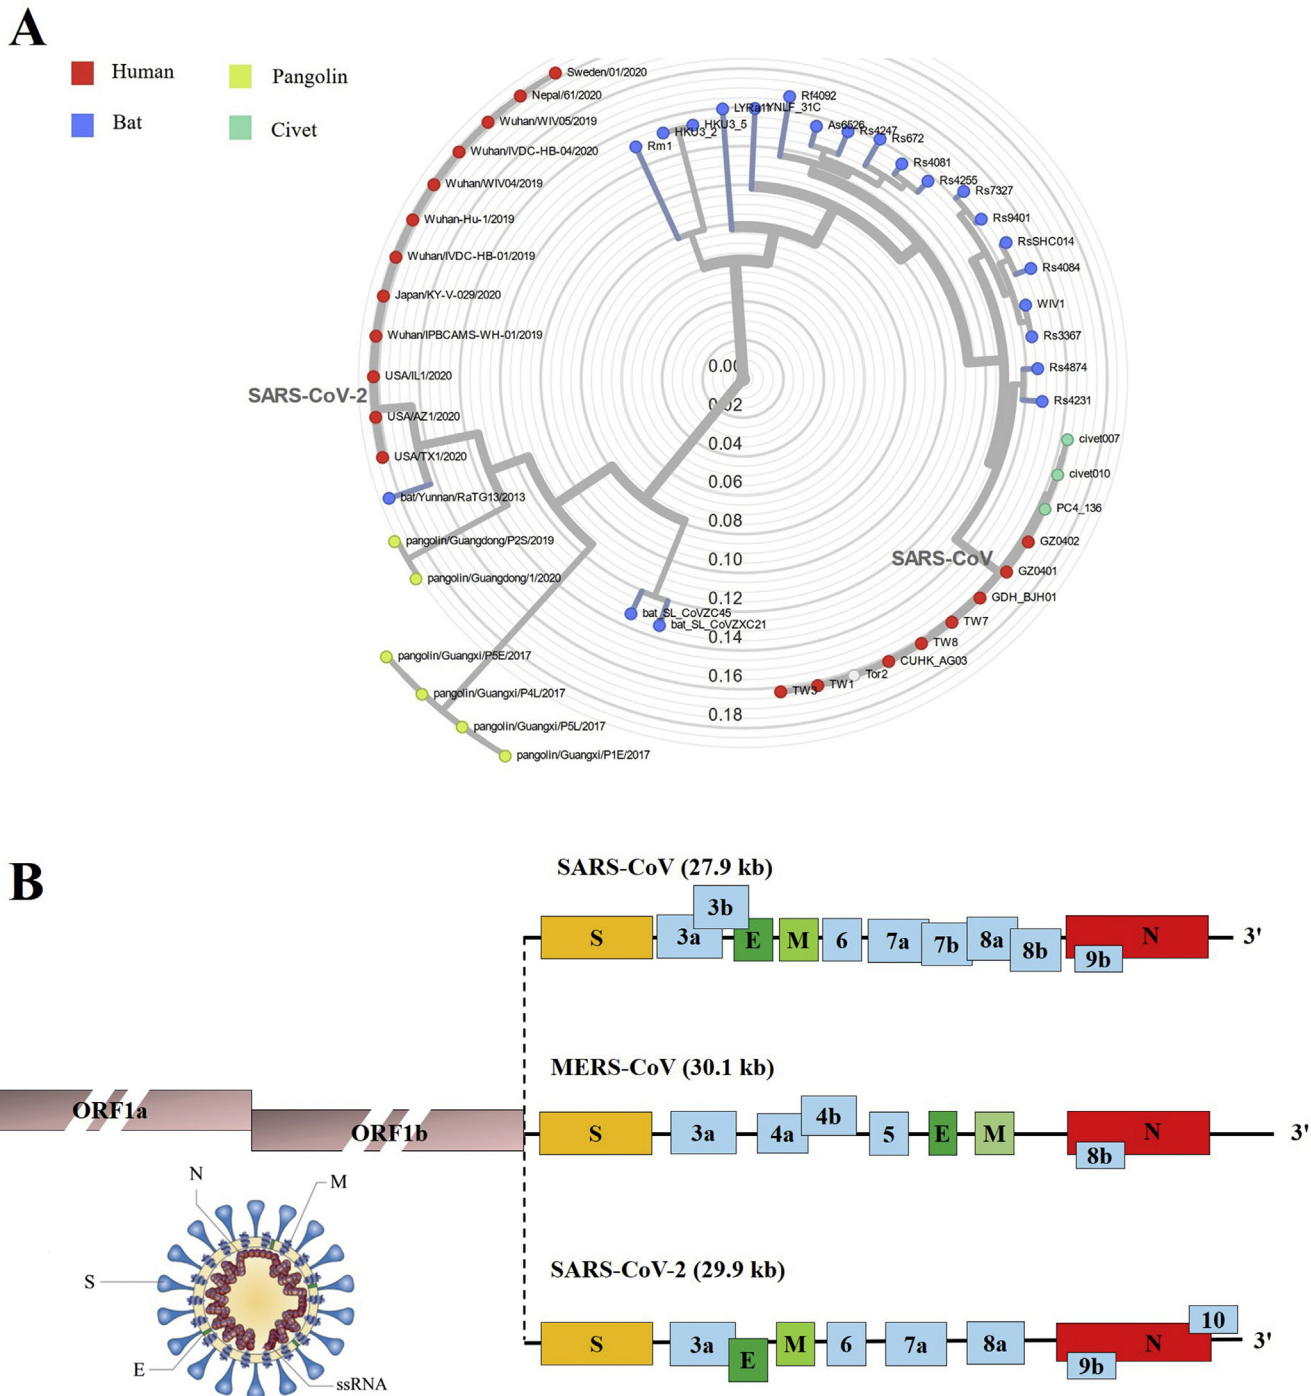 A
Human
Pangolin
Bat
Civet
Sweden/01/2020
Nepal/61/2020
Wuhan/WIV05/2019
Wuhan/IVDC-HB-04/2020
Wuhan/WIV04/2019
Wuhan-Hu-1/2019
Wuhan/IVDC-HB-01/2019
Japan/KY-V-029/2020
Wuhan/IPBCAMS-WH-01/2019
USA/IL1/2020
SARS-CoV-2
USA/AZ1/2020
USA/TX1/2020
bat/Yunnan/RaTG13/2013
pangolin/Guangdong/P2S/2019
pangolin/Guangdong/1/2020
pangolin/Guangxi/P5E/2017
pangolin/Guangxi/P4L/2017
pangolin/Guangxi/P5L/2017
pangolin/Guangxi/P1E/2017
bat_SL_CoVZC45
bat_SL_CoVZXC21
Rm1
HKU3_2
HKU3_5
LYRa11
YNLF_31C
Rf4092
As6526
Rs4247
Rs672
Rs4081
Rs4255
Rs7327
Rs9401
RsSHC014
Rs4084
WIV1
Rs3367
Rs4874
Rs4231
civet007
civet010
PC4_136
GZ0402
SARS-CoV
GZ0401
GDH_BJH01
TW7
TW8
CUHK_AG03
Tor2
TW1
TW3
0.00
0.02
0.04
0.06
0.08
0.10
0.12
0.14
0.16
0.18
B
SARS-CoV (27.9 kb)
S 3a 3b E M 6 7a 7b 8a 8b 9b N 3'
MERS-CoV (30.1 kb)
ORF1a ORF1b
S 3a 4a 4b 5 E M 8b N 3'
SARS-CoV-2 (29.9 kb)
S 3a E M 6 7a 8a 9b N 10 3'
N
M
S
E
ssRNA